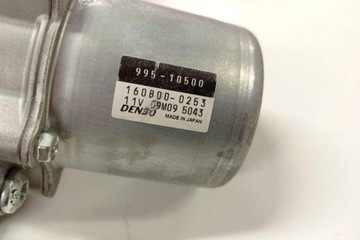 995-10500
160800-0253
11V 59M09 5043
DENSO MADE IN JAPAN